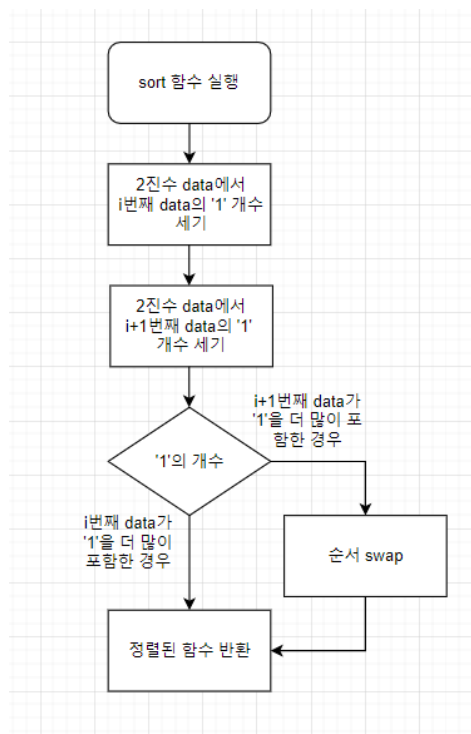 sort 함수 실행
2진수 data에서
i번째 data의 '1' 개수
세기
2진수 data에서
i+1번째 data의 '1'
개수 세기
i+1번째 data가
'1'을 더 많이 포
함한 경우
'1'의 개수
i번째 data가
'1'을 더 많이
포함한 경우
순서 swap
정렬된 함수 반환